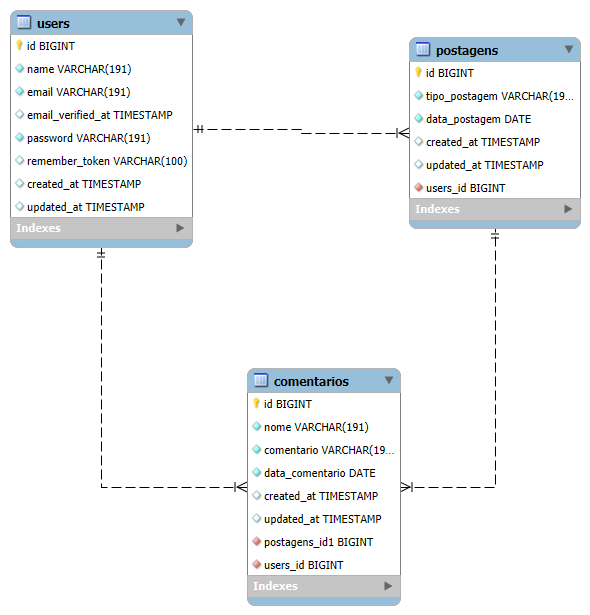 users
id BIGINT
name VARCHAR(191)
email VARCHAR(191)
email_verified_at TIMESTAMP
password VARCHAR(191)
remember_token VARCHAR(100)
created_at TIMESTAMP
updated_at TIMESTAMP
Indexes
postagens
id BIGINT
tipo_postagem VARCHAR(19...
data_postagem DATE
created_at TIMESTAMP
updated_at TIMESTAMP
users_id BIGINT
Indexes
comentarios
id BIGINT
nome VARCHAR(191)
comentario VARCHAR(19...
data_comentario DATE
created_at TIMESTAMP
updated_at TIMESTAMP
postagens_id1 BIGINT
users_id BIGINT
Indexes